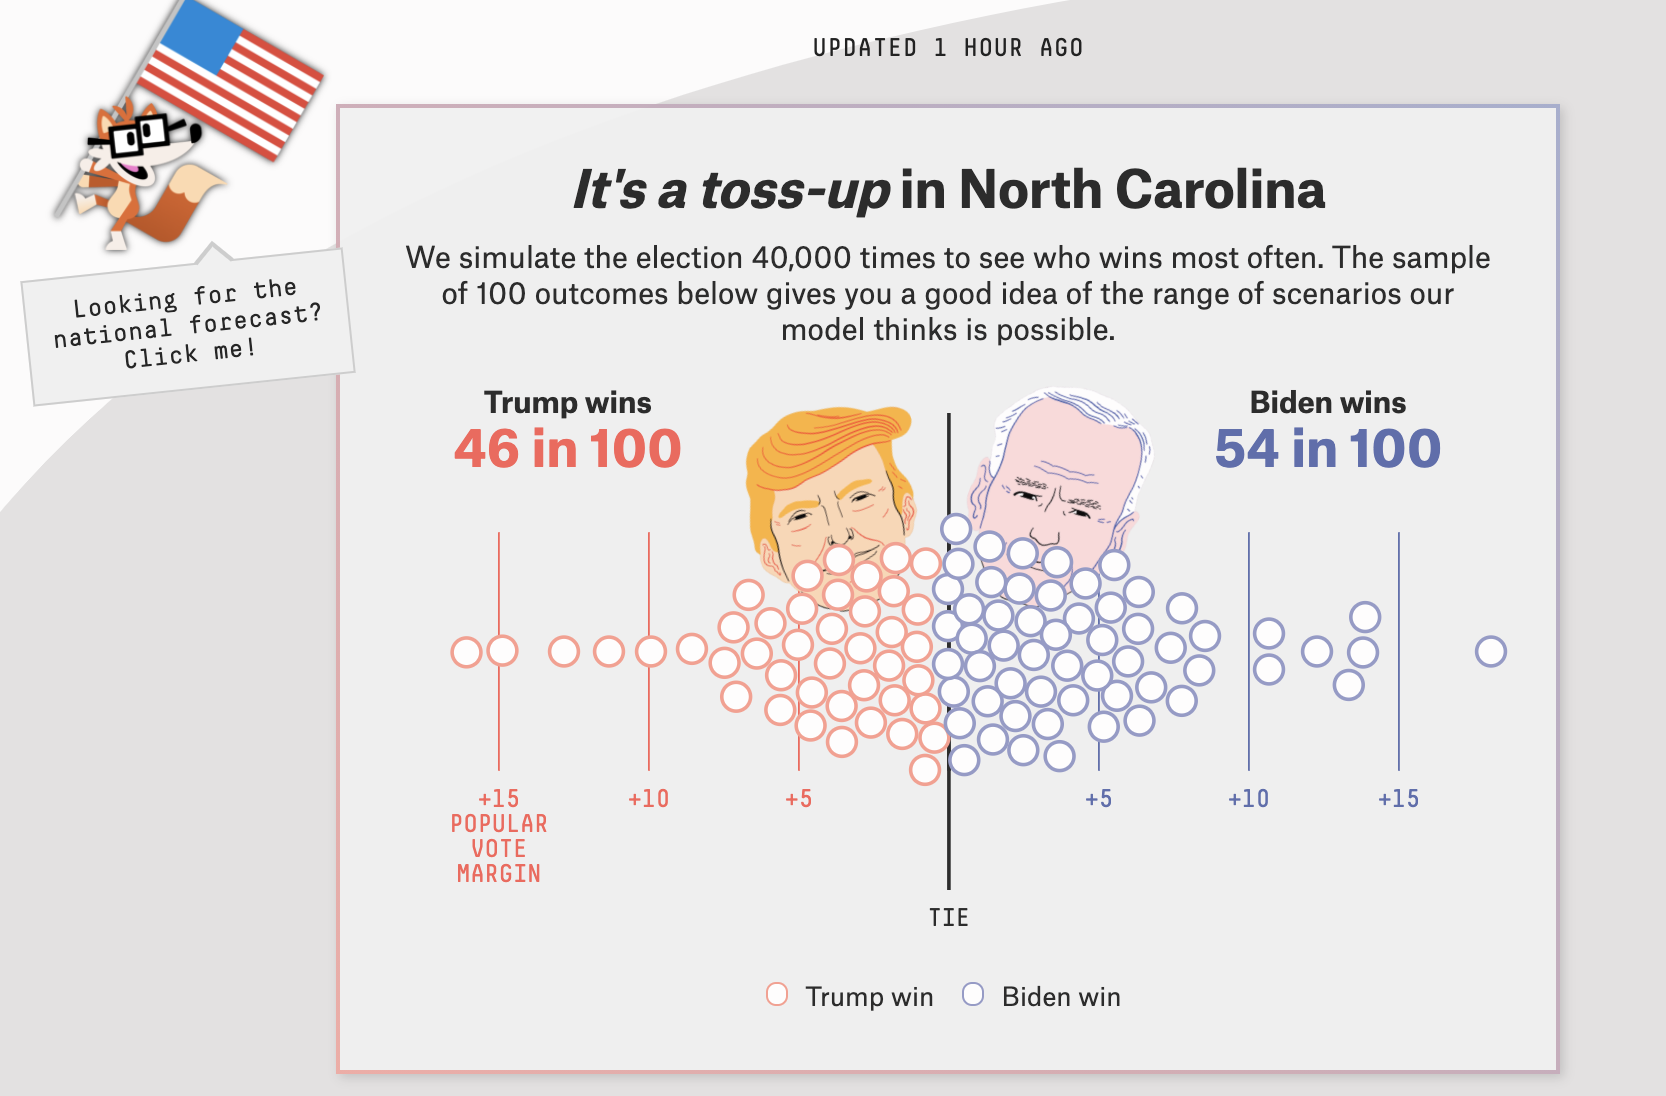 UPDATED 1 HOUR AGO
It's a toss-up in North Carolina
We simulate the election 40,000 times to see who wins most often. The sample
of 100 outcomes below gives you a good idea of the range of scenarios our
model thinks is possible.
Looking for the
national forecast?
Click me!
Trump wins
46 in 100
Biden wins
54 in 100
+15
+10
+5
+5
+10
+15
POPULAR
VOTE
MARGIN
TIE
Trump win
Biden win